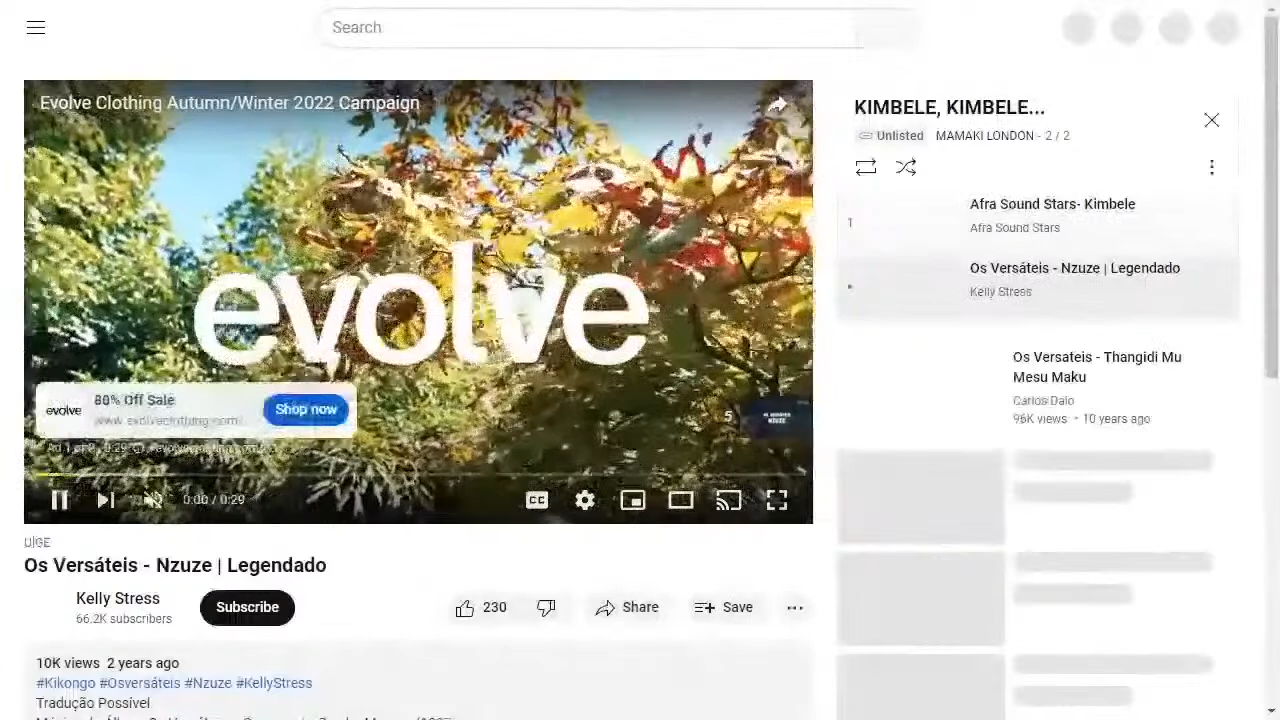 Search
Evolve Clothing Autumn/Winter 2022 Campaign
evolve
evolve
80% Off Sale
Shop now
5
0:00 / 0:29
CC
UÍGE
Os Versáteis - Nzuze | Legendado
Kelly Stress
66.2K subscribers
Subscribe
230
Share
Save
10K views 2 years ago
#Kikongo #Osversáteis #Nzuze #KellyStress
Tradução Possível
KIMBELE, KIMBELE...
Unlisted
MAMAKI LONDON - 2 / 2
1
Afra Sound Stars- Kimbele
Afra Sound Stars
Os Versáteis - Nzuze | Legendado
Kelly Stress
Os Versateis - Thangidi Mu
Mesu Maku
Carlos Dalo
96K views • 10 years ago